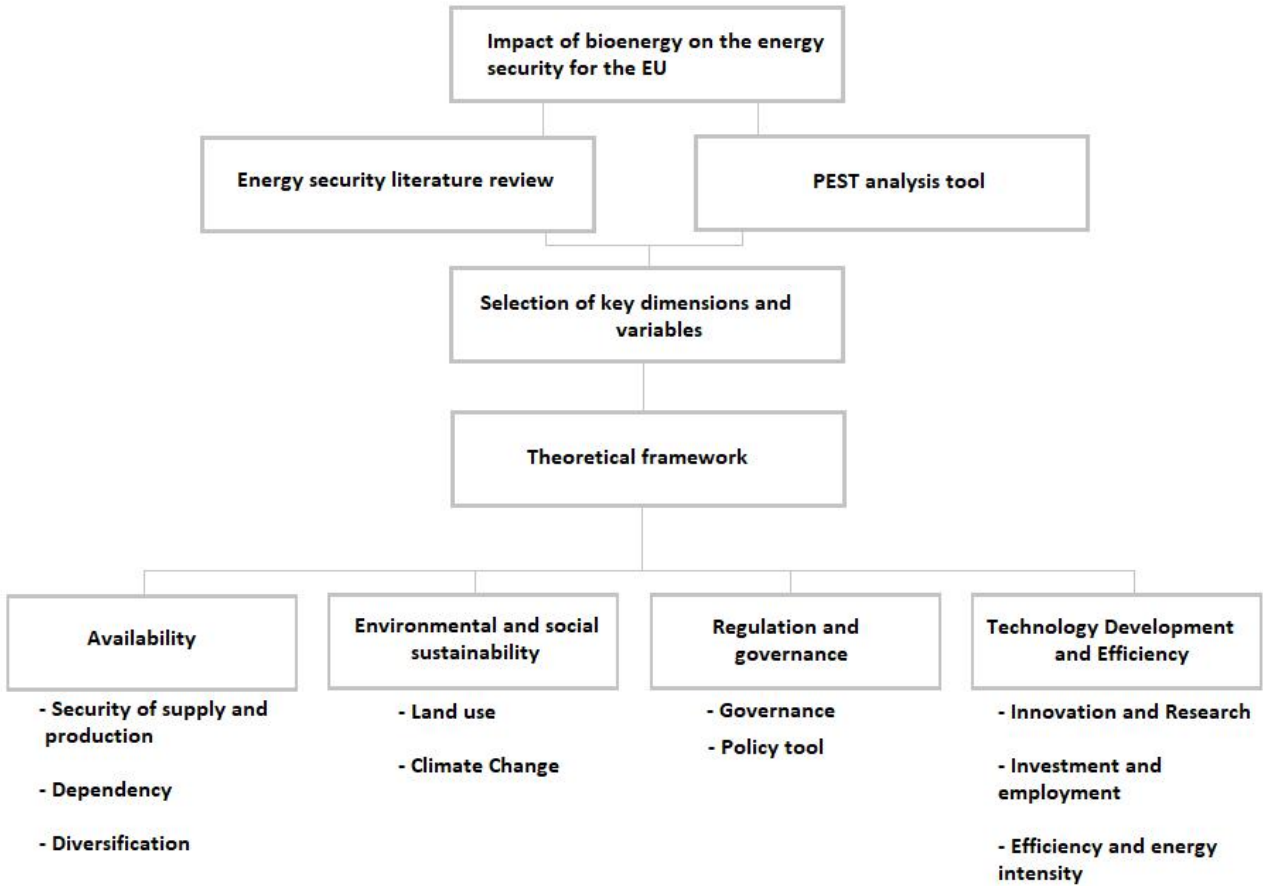 Impact of bioenergy on the energy
security for the EU
Energy security literature review
PEST analysis tool
Selection of key dimensions and
variables
Theoretical framework
Availability
- Security of supply and
production
- Dependency
- Diversification
Environmental and social
sustainability
- Land use
- Climate Change
Regulation and
governance
- Governance
- Policy tool
Technology Development
and Efficiency
- Innovation and Research
- Investment and
employment
- Efficiency and energy
intensity